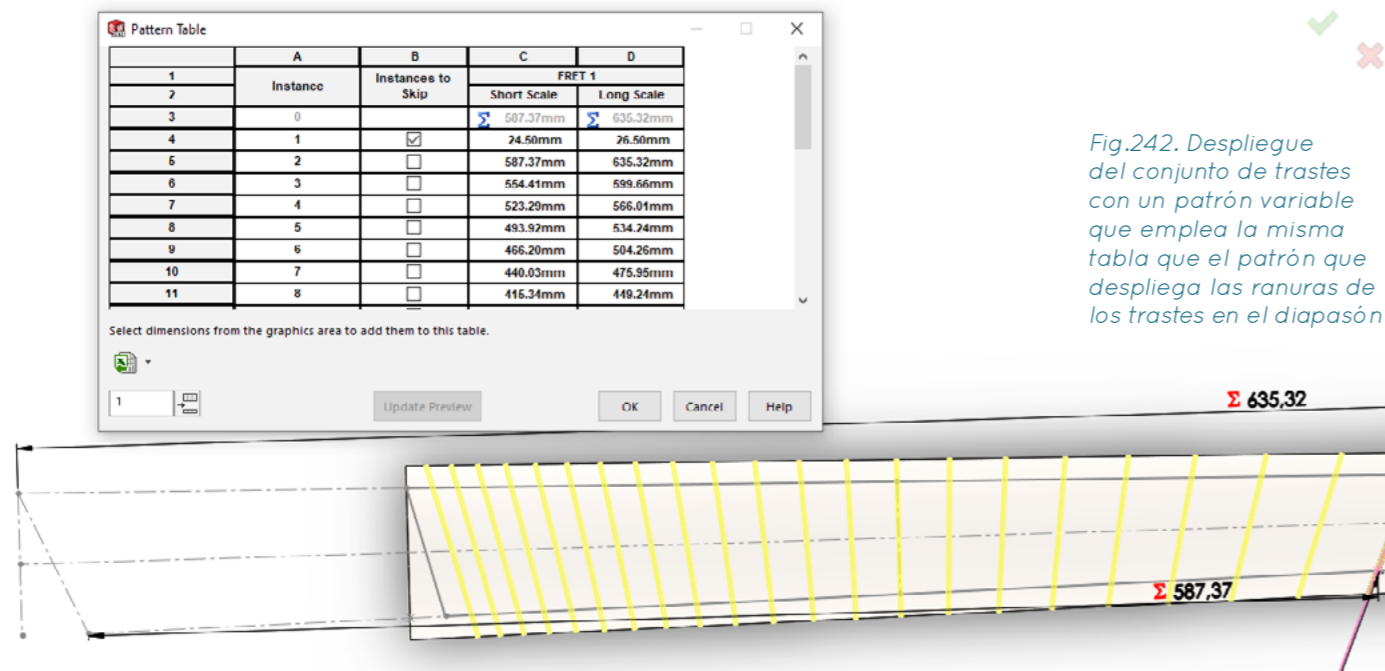 Pattern Table
A B C D
1 Instance Instances to Skip FRET 1
2 Short Scale Long Scale
3 0 Σ 587.37mm Σ 635.32mm
4 1 24.50mm 26.50mm
5 2 587.37mm 635.32mm
6 3 554.41mm 599.66mm
7 4 523.29mm 566.01mm
8 5 493.92mm 534.24mm
9 6 466.20mm 504.26mm
10 7 440.03mm 475.95mm
11 8 415.34mm 449.24mm
Select dimensions from the graphics area to add them to this table.
1 Update Preview OK Cancel Help
Fig.242. Despliegue
del conjunto de trastes
con un patrón variable
que emplea la misma
tabla que el patrón que
despliega las ranuras de
los trastes en el diapasón
Σ 635,32
Σ 587,37